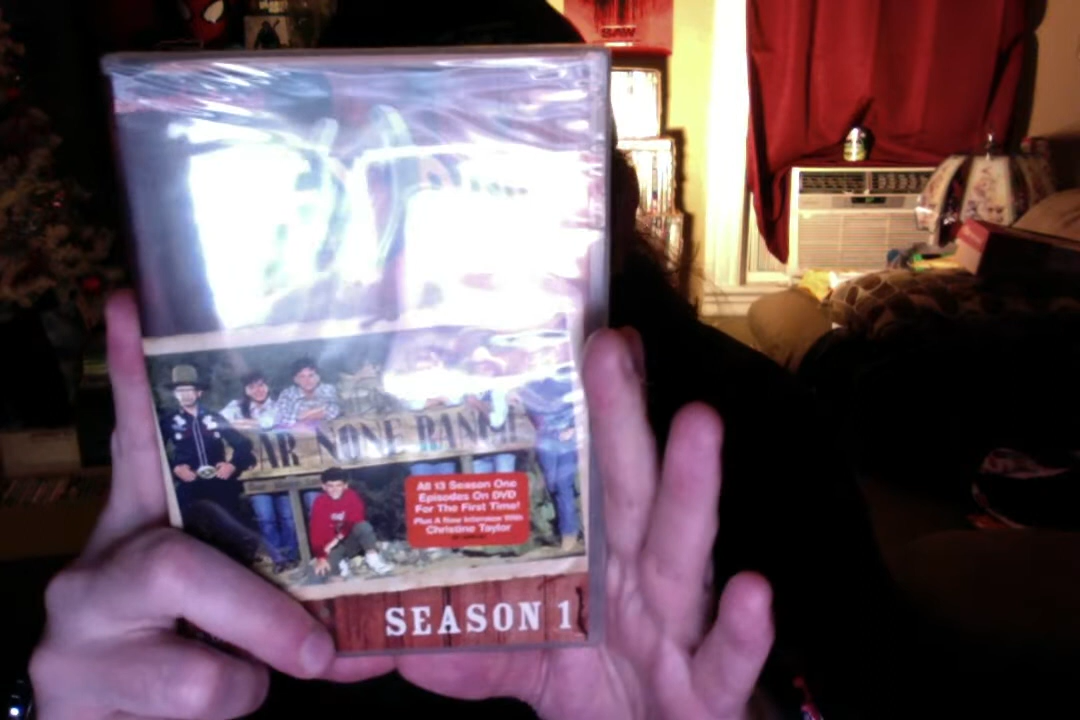 SAW
BAR NONE RANCH
All 13 Season One
Episodes On DVD
For The First Time!
Plus A New Interview With
Christine Taylor
SEASON 1